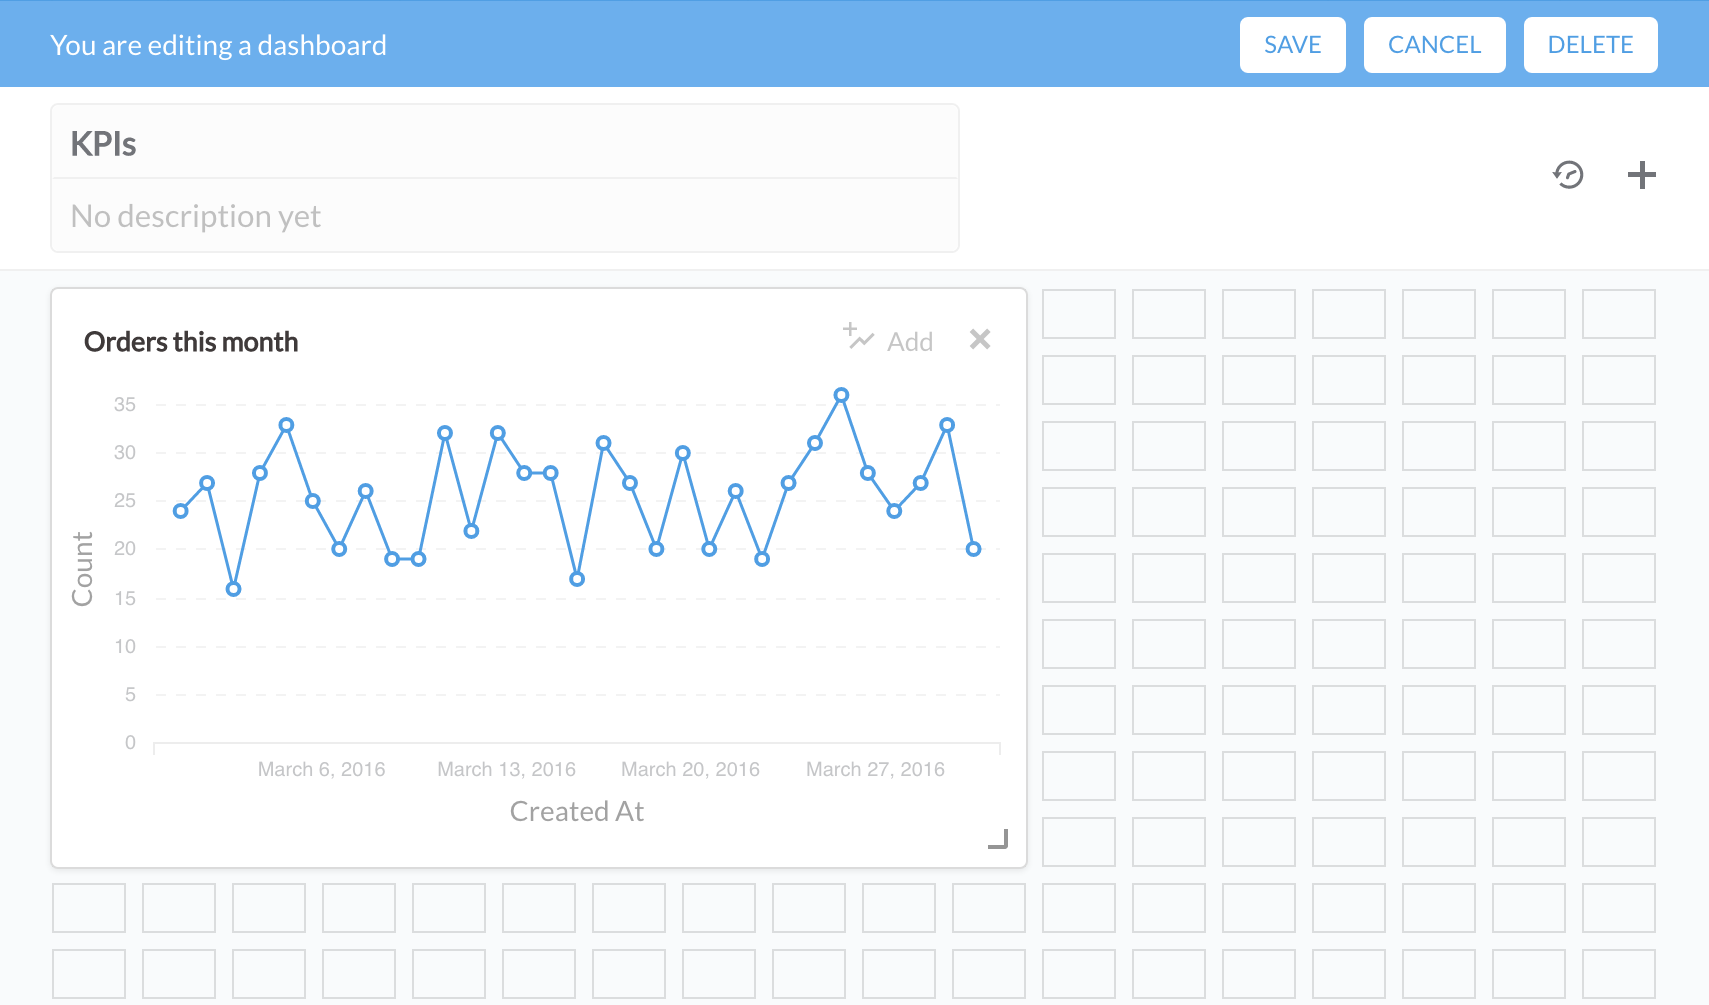 You are editing a dashboard
SAVE
CANCEL
DELETE
KPIs
No description yet
Orders this month
Add
35
30
25
20
15
10
5
0
Count
March 6, 2016
March 13, 2016
March 20, 2016
March 27, 2016
Created At